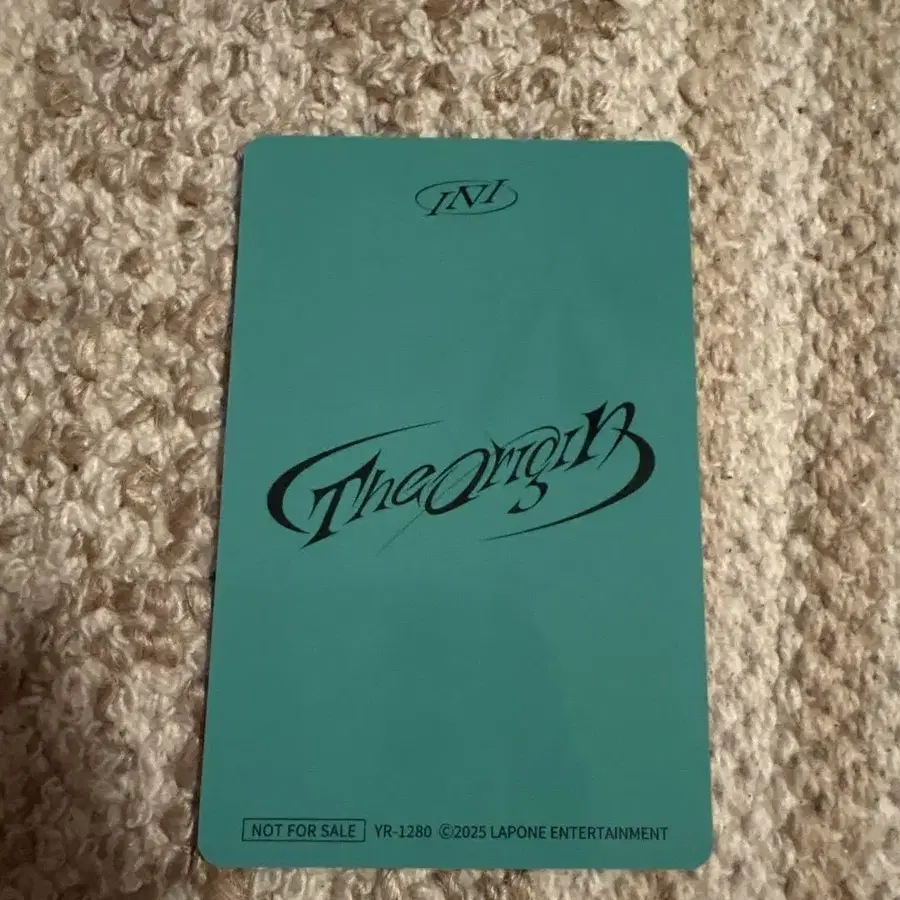 INI
The Origin
NOT FOR SALE YR-1280 ©2025 LAPONE ENTERTAINMENT